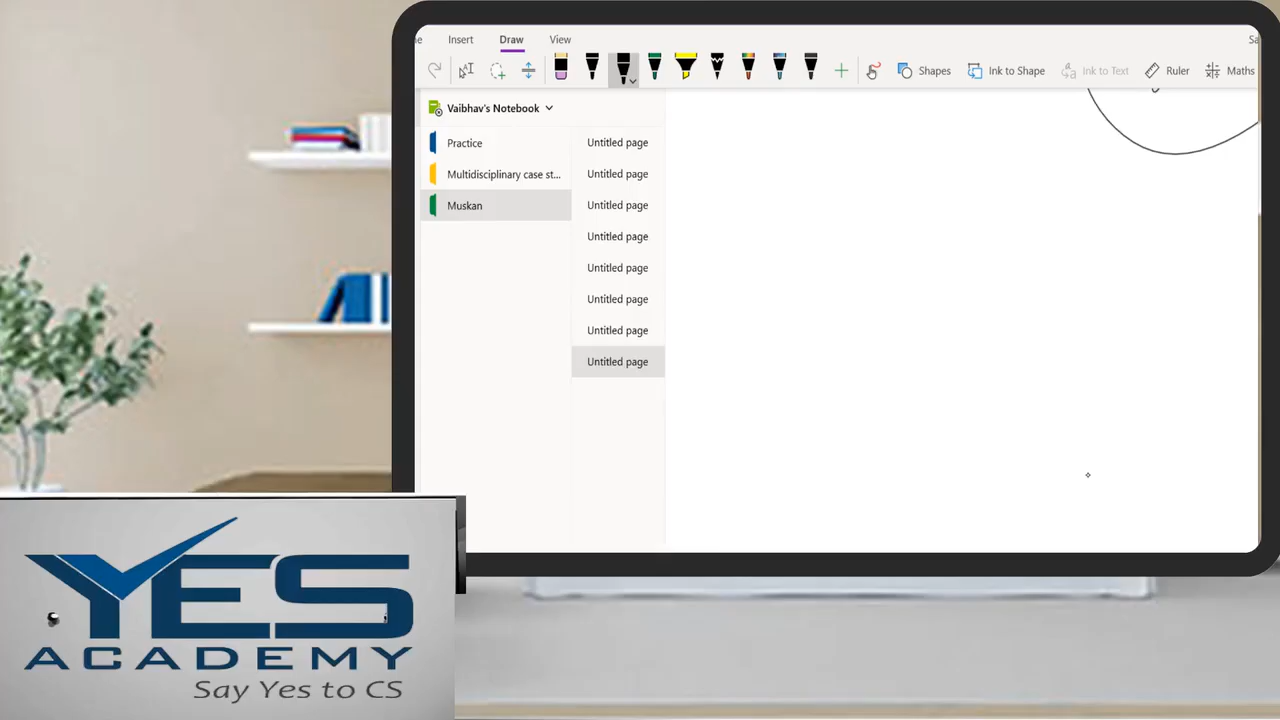 Insert Draw View
Shapes Ink to Shape Ink to Text Ruler Maths
Vaibhav's Notebook
Practice
Multidisciplinary case st...
Muskan
Untitled page
Untitled page
Untitled page
Untitled page
Untitled page
Untitled page
Untitled page
Untitled page
YES
ACADEMY
Say Yes to CS